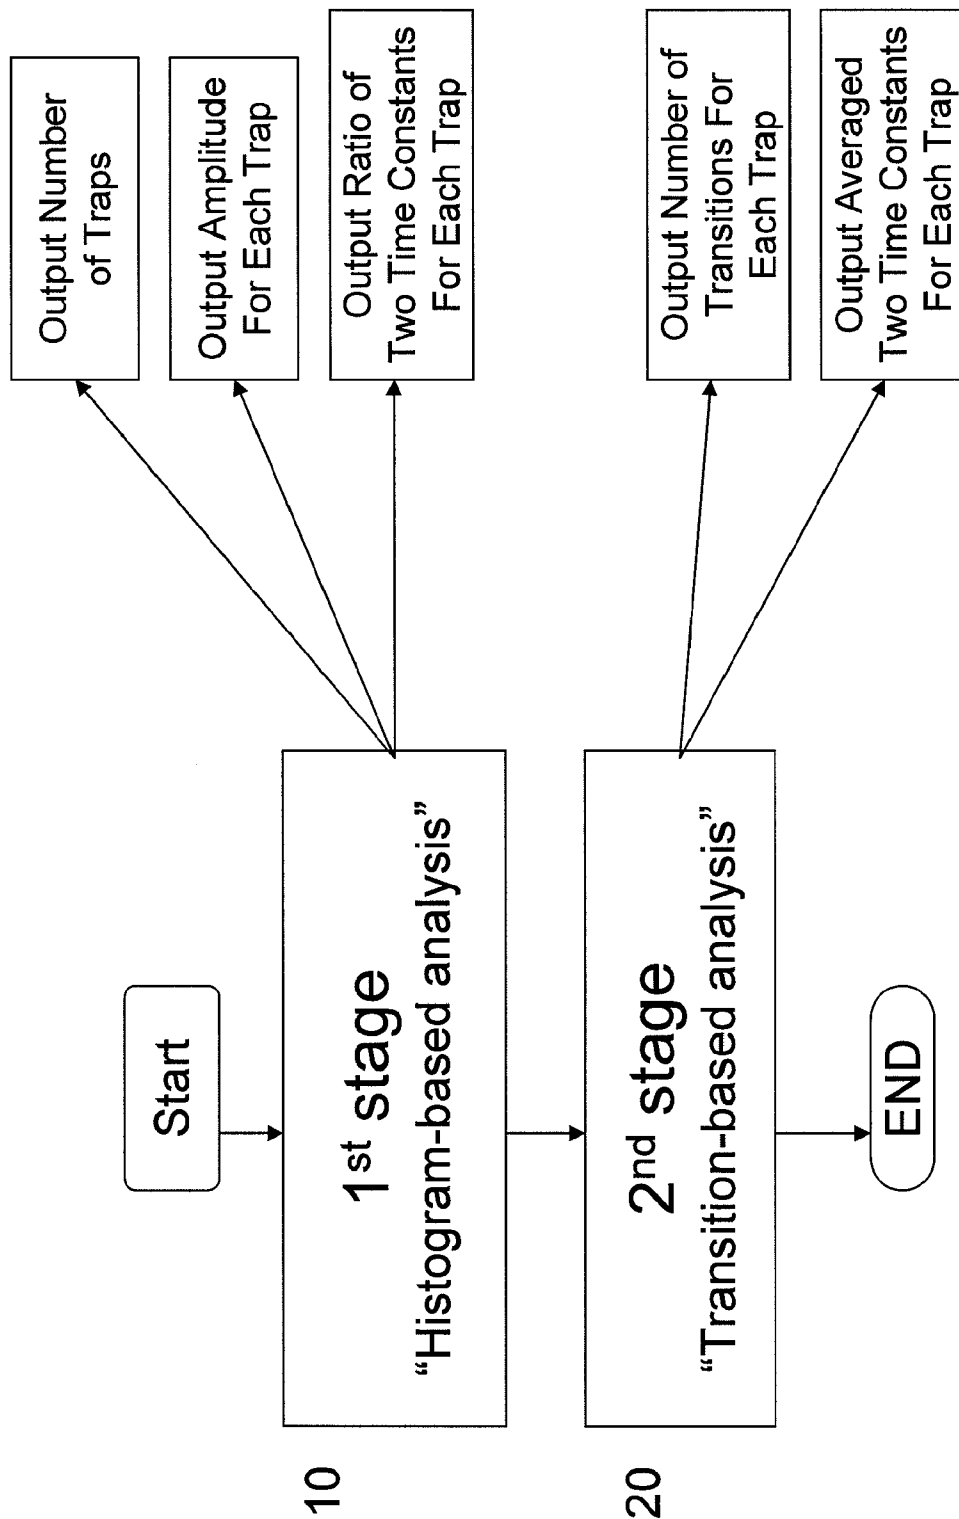 Start
10
1st stage
“Histogram-based analysis”
Output Number
of Traps
Output Amplitude
For Each Trap
Output Ratio of
Two Time Constants
For Each Trap
20
2nd stage
“Transition-based analysis”
Output Number of
Transitions For
Each Trap
Output Averaged
Two Time Constants
For Each Trap
END